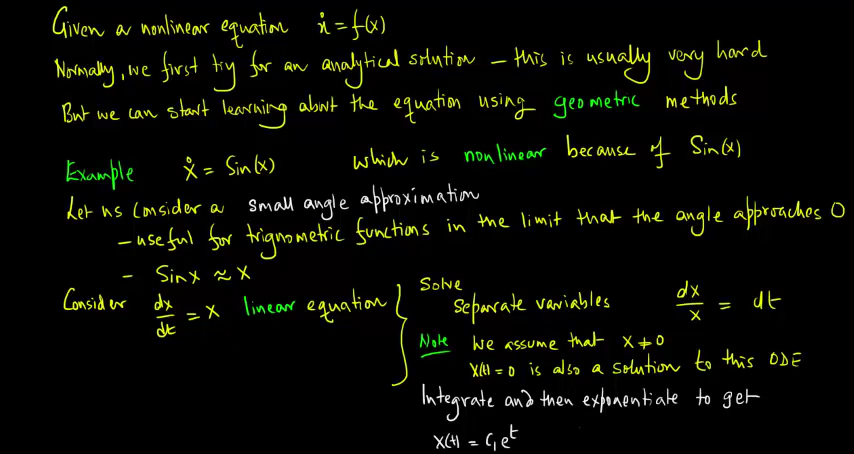 Given a nonlinear equation ẋ = f(x)
Normally, we first try for an analytical solution – this is usually very hard
But we can start learning about the equation using geometric methods
Example ẋ = Sin(x) which is nonlinear because of Sin(x)
Let us consider a small angle approximation
- useful for trignometric functions in the limit that the angle approaches 0
- Sin x ≈ x
Consider dx/dt = x linear equation
Solve
Separate variables dx/x = dt
Note We assume that x ≠ 0
x(t) = 0 is also a solution to this ODE
Integrate and then exponentiate to get
x(t) = C₁ eᵗ